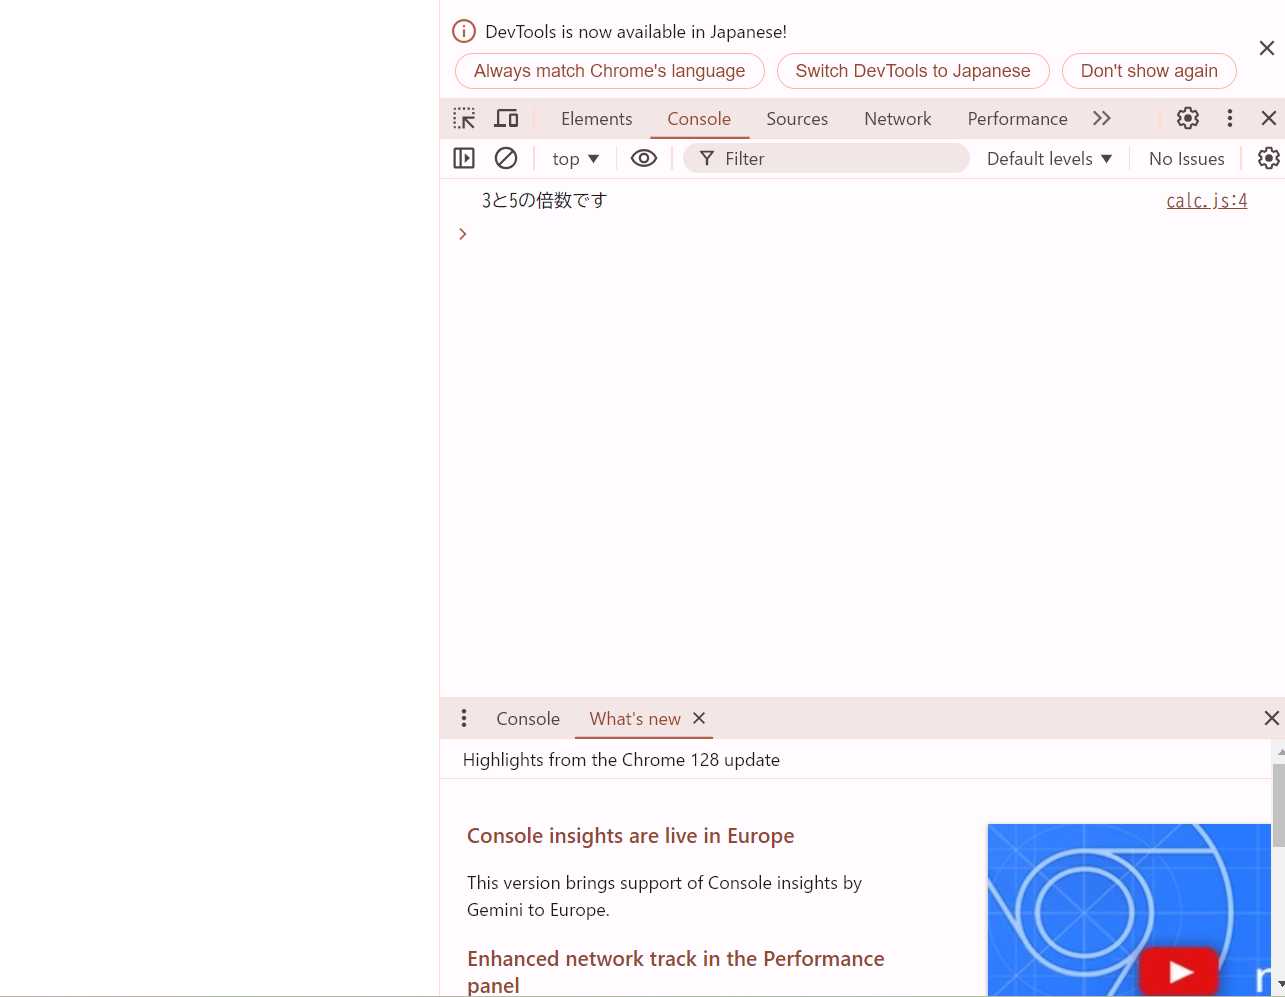 DevTools is now available in Japanese!
Always match Chrome's language
Switch DevTools to Japanese
Don't show again
Elements
Console
Sources
Network
Performance
top
Filter
Default levels
No Issues
3と5の倍数です
calc.js:4
Console
What's new
Highlights from the Chrome 128 update
Console insights are live in Europe
This version brings support of Console insights by
Gemini to Europe.
Enhanced network track in the Performance
panel